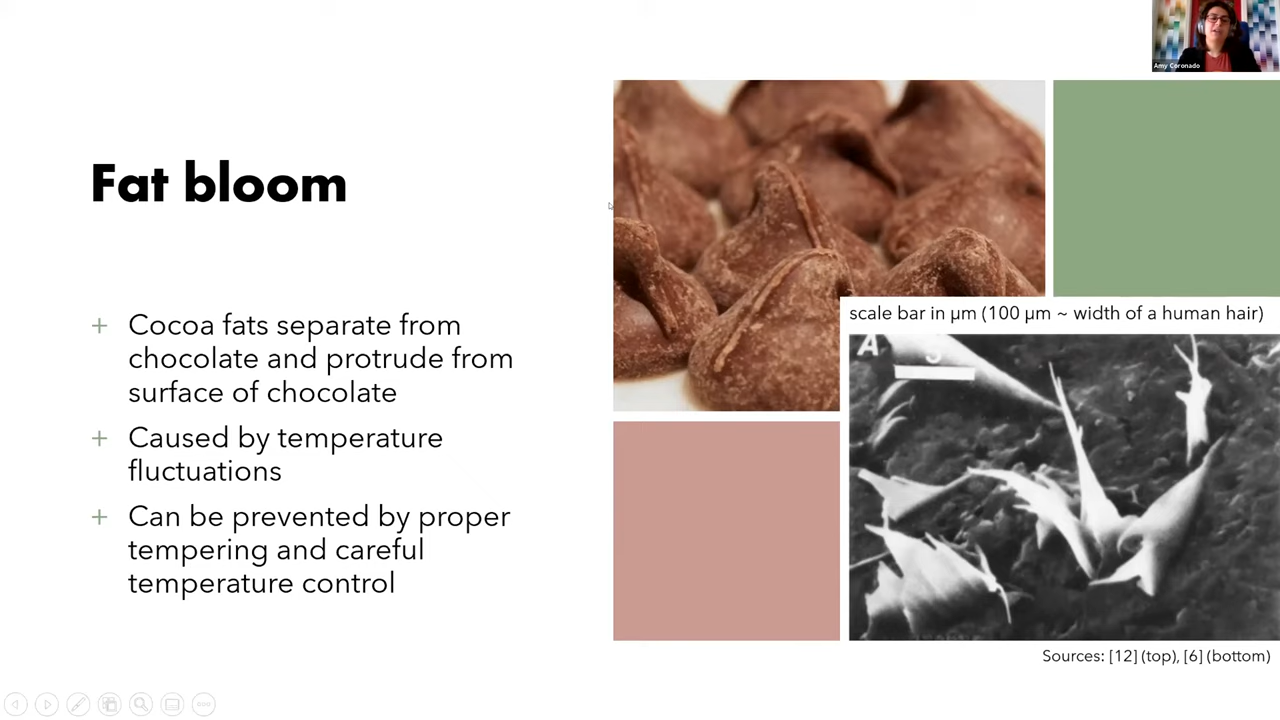 Amy Coronado
Fat bloom
+ Cocoa fats separate from
chocolate and protrude from
surface of chocolate
+ Caused by temperature
fluctuations
+ Can be prevented by proper
tempering and careful
temperature control
scale bar in µm (100 µm ~ width of a human hair)
A
Sources: [12] (top), [6] (bottom)